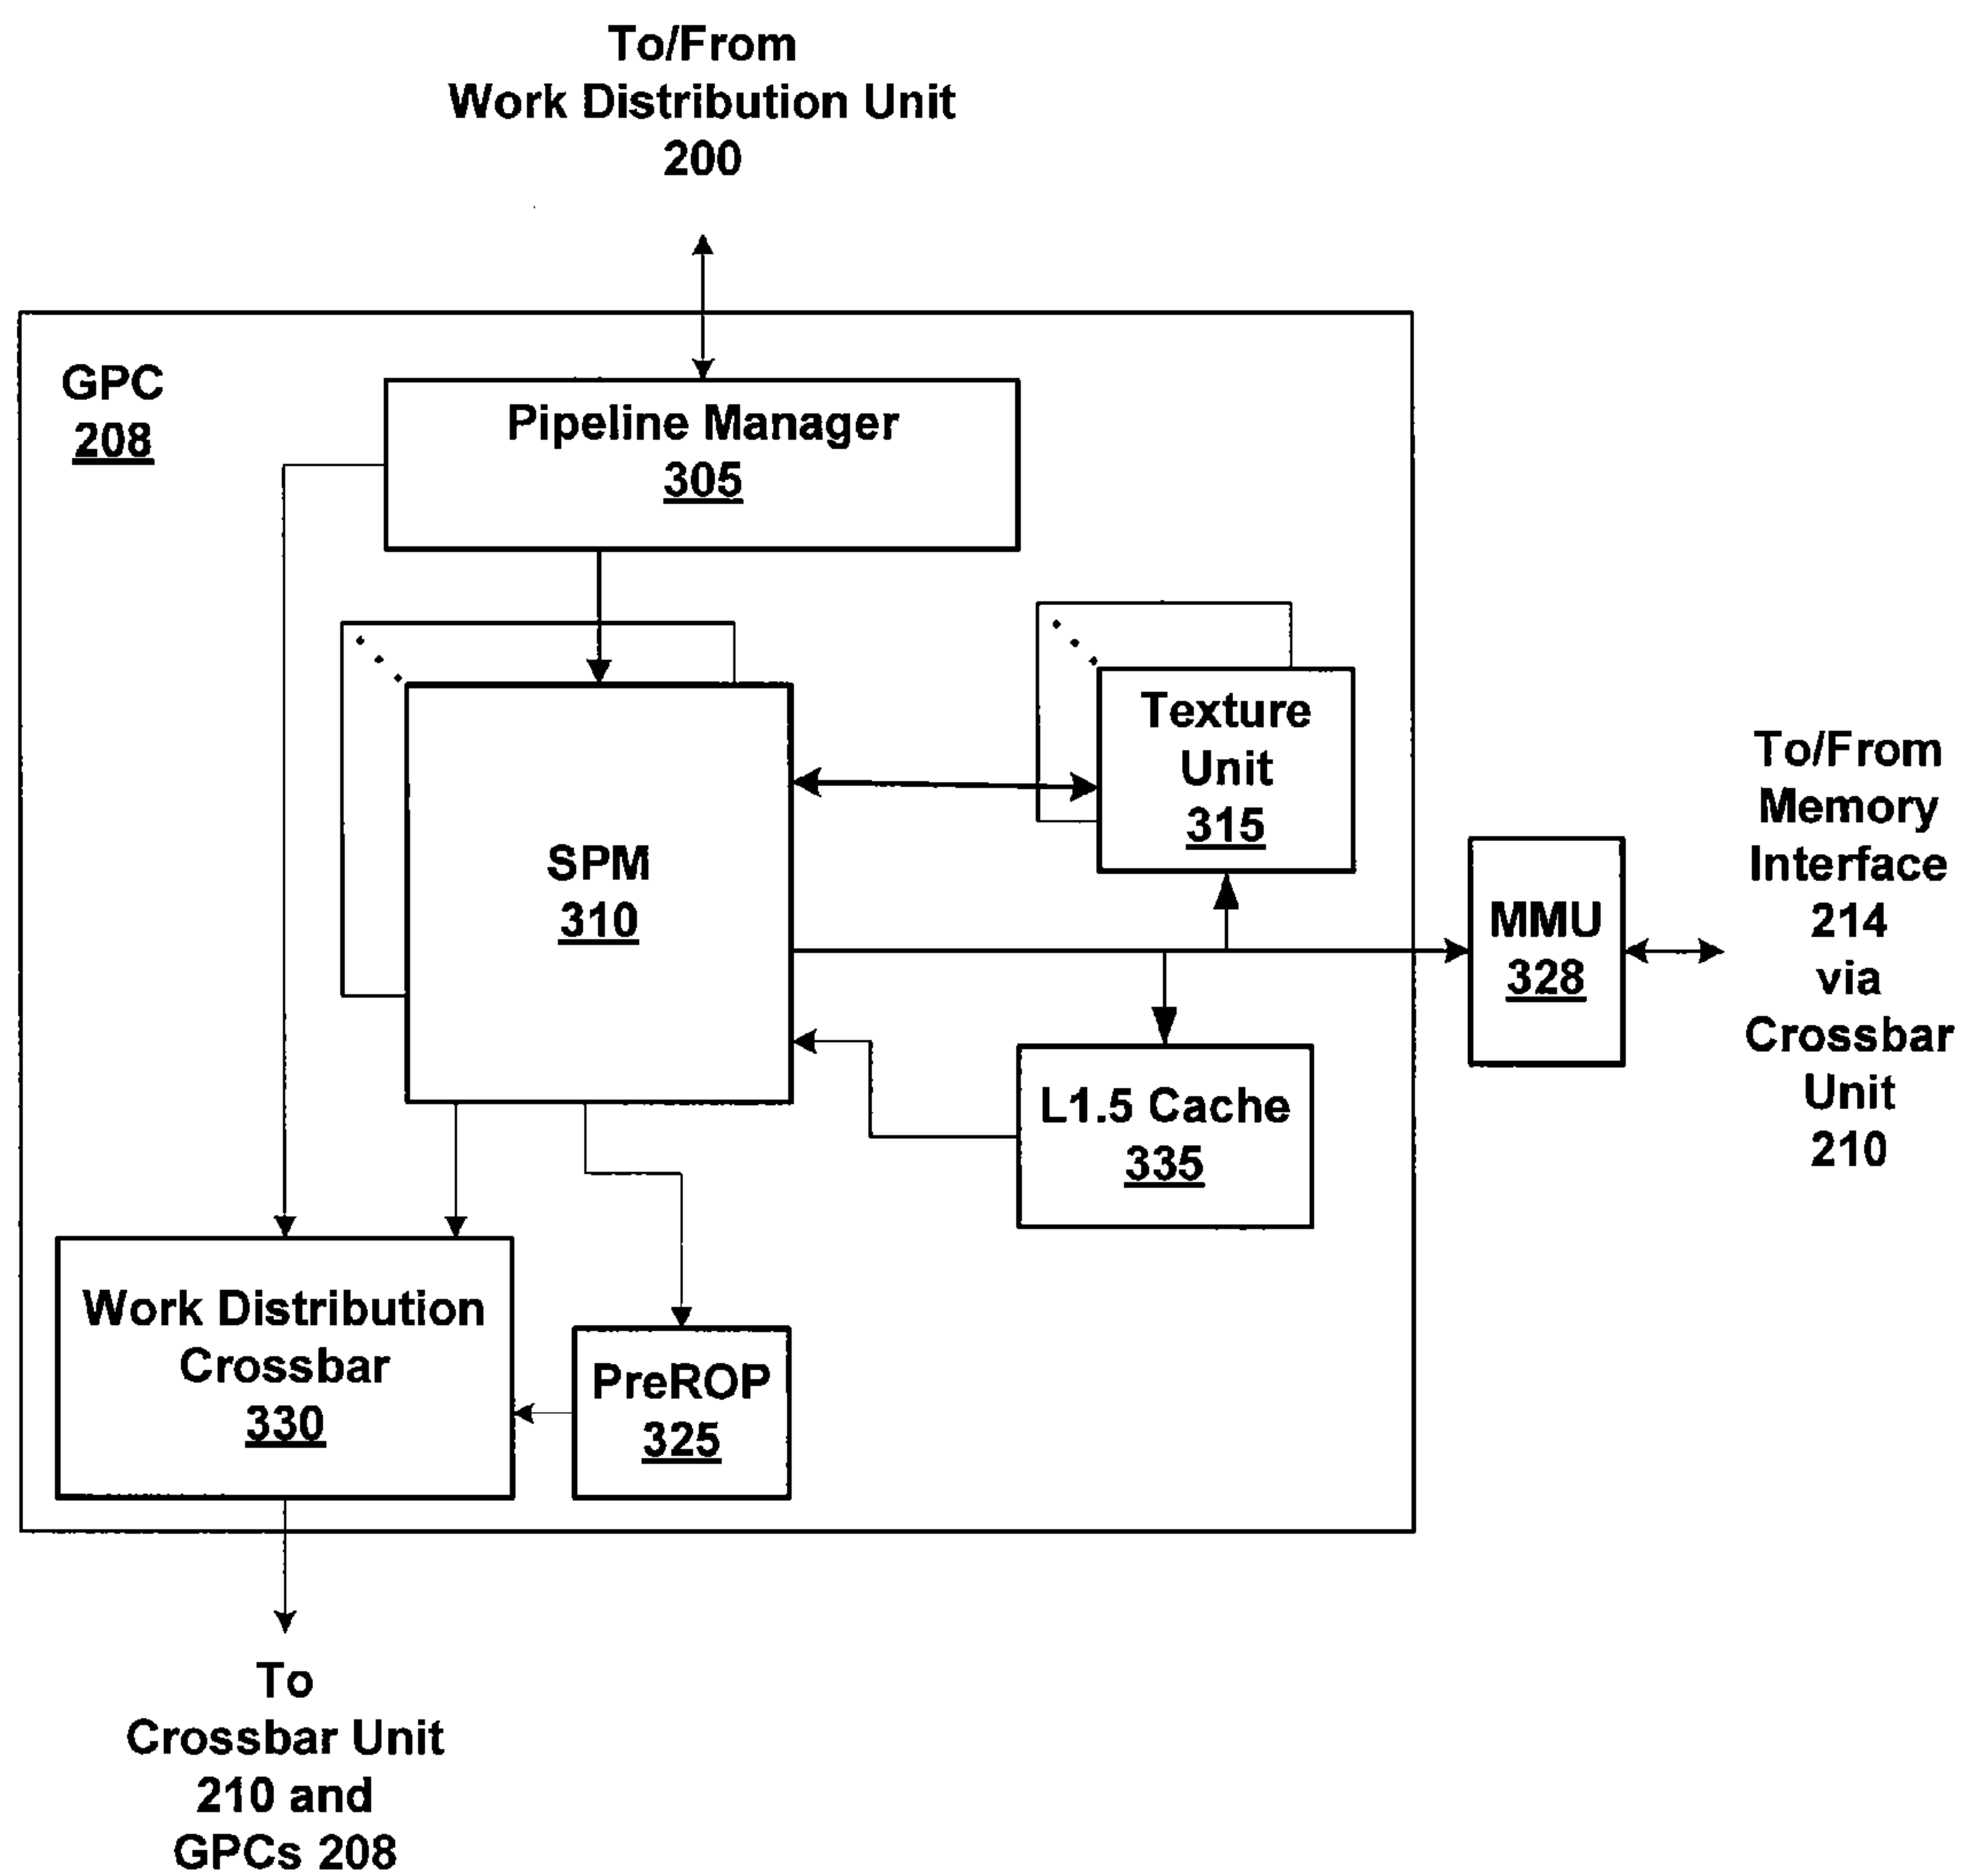 To/From
Work Distribution Unit
200
GPC
208
Pipeline Manager
305
Texture
Unit
315
SPM
310
MMU
328
To/From
Memory
Interface
214
via
Crossbar
Unit
210
L1.5 Cache
335
Work Distribution
Crossbar
330
PreROP
325
To
Crossbar Unit
210 and
GPCs 208